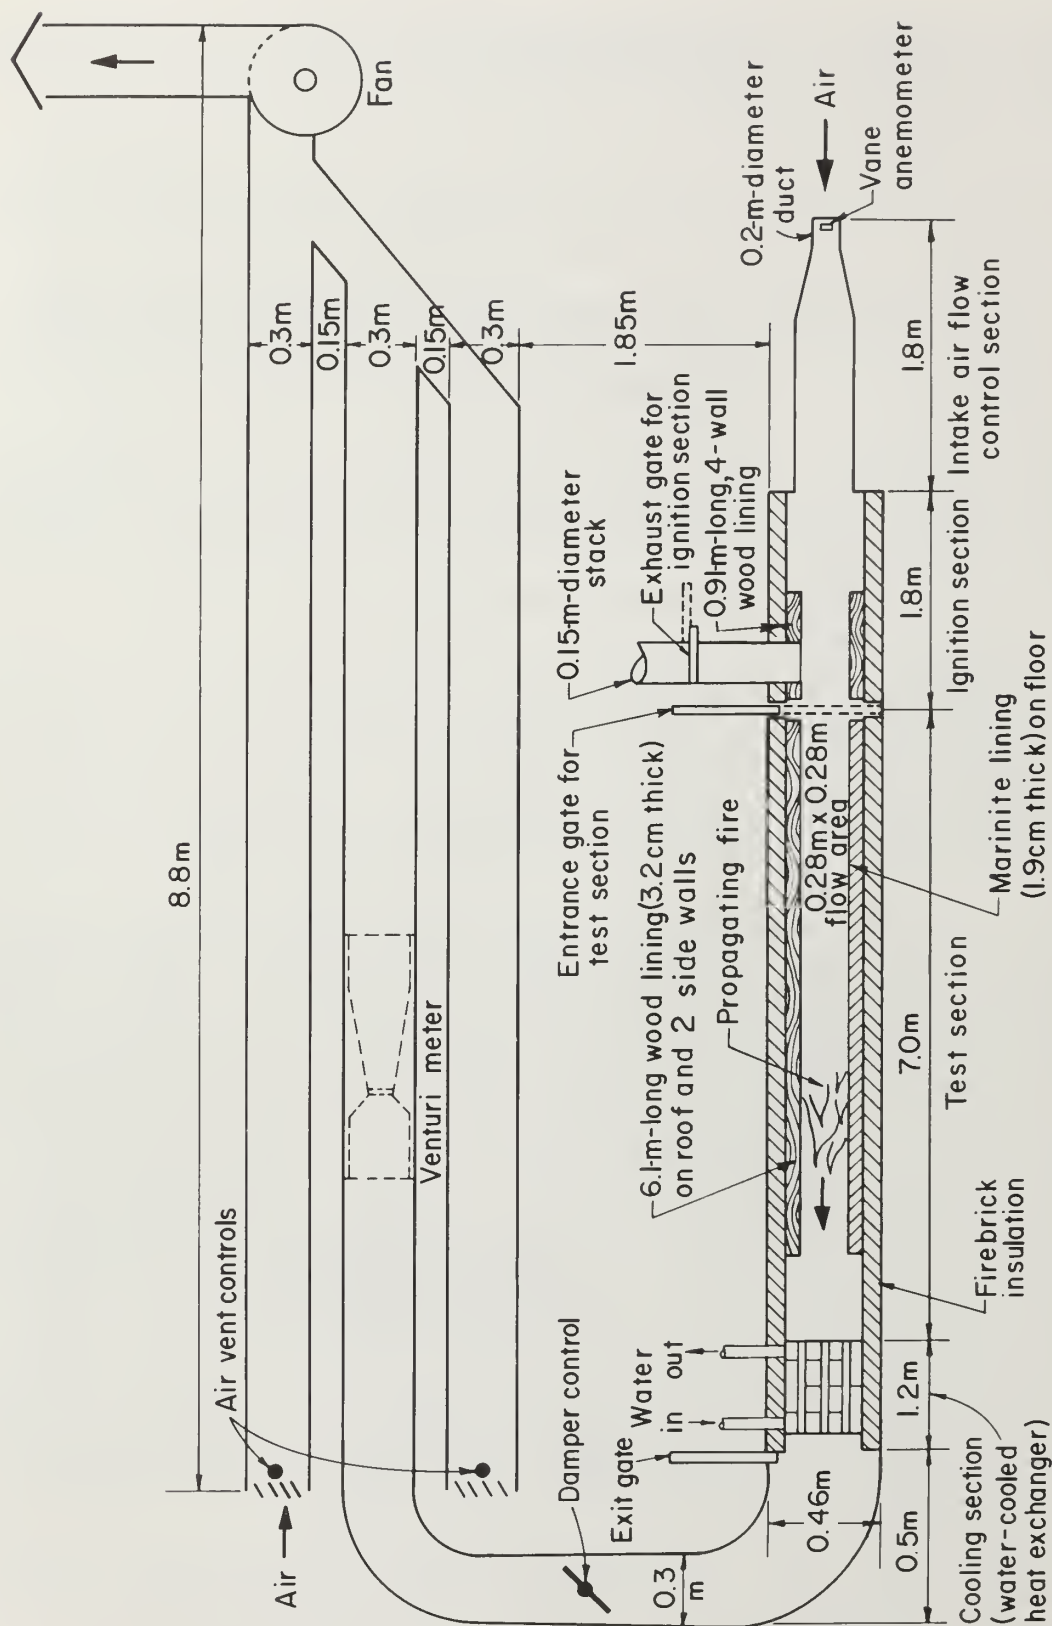 8.8m
Fan
Air vent controls
Air
0.3m
0.15m
0.3m
0.15m
0.3m
1.85m
Venturi meter
Damper control
Exit gate
Water
in
out
0.3
m
Entrance gate for
test section
0.15-m-diameter
stack
Exhaust gate for
ignition section
0.91-m-long, 4-wall
wood lining
6.1-m-long wood lining(3.2cm thick)
on roof and 2 side walls
Propagating fire
0.28m x 0.28m
flow area
0.2-m-diameter
duct
Air
Vane
anemometer
0.46m
0.5m
1.2m
7.0m
1.8m
1.8m
Cooling section
(water-cooled
heat exchanger)
Firebrick
insulation
Test section
Marinite lining
(1.9cm thick) on floor
Ignition section
Intake air flow
control section